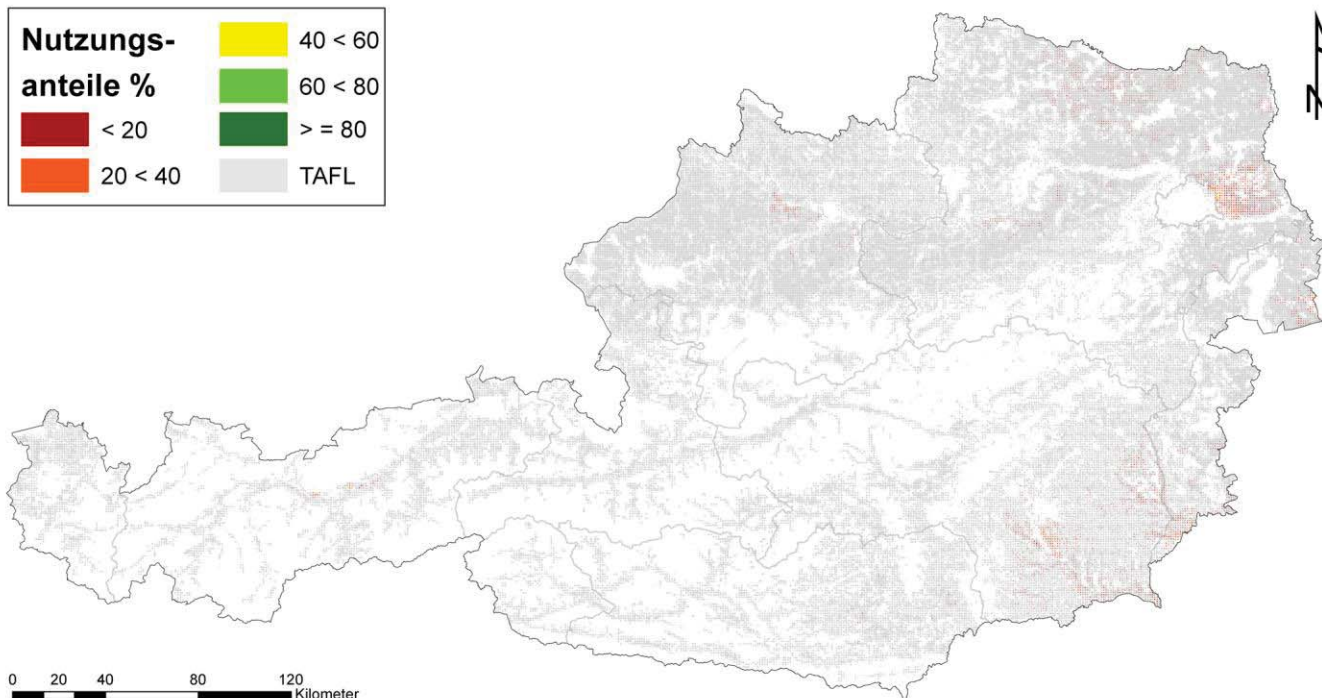 Nutzungs-
anteile %
< 20
20 < 40
40 < 60
60 < 80
> = 80
TAFL
N
0 20 40 80 120
Kilometer